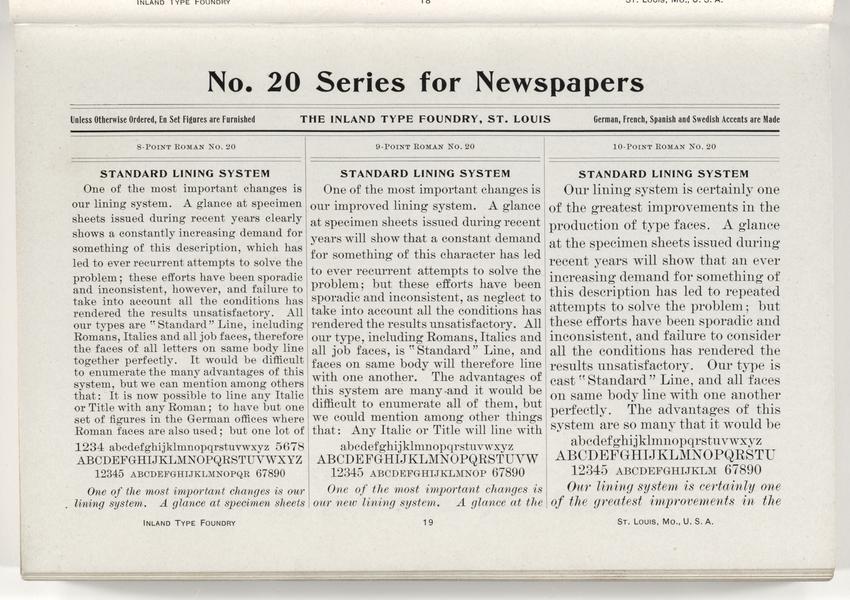 INLAND TYPE FOUNDRY 18 ST. LOUIS, MO., U. S. A.
No. 20 Series for Newspapers
Unless Otherwise Ordered, En Set Figures are Furnished THE INLAND TYPE FOUNDRY, ST. LOUIS German, French, Spanish and Swedish Accents are Made
8-POINT ROMAN NO. 20
STANDARD LINING SYSTEM
One of the most important changes is
our lining system. A glance at specimen
sheets issued during recent years clearly
shows a constantly increasing demand for
something of this description, which has
led to ever recurrent attempts to solve the
problem; these efforts have been sporadic
and inconsistent, however, and failure to
take into account all the conditions has
rendered the results unsatisfactory. All
our types are "Standard" Line, including
Romans, Italics and all job faces, therefore
the faces of all letters on same body line
together perfectly. It would be difficult
to enumerate the many advantages of this
system, but we can mention among others
that: It is now possible to line any Italic
or Title with any Roman; to have but one
set of figures in the German offices where
Roman faces are also used; but one lot of
1234 abcdefghijklmnopqrstuvwxyz 5678
ABCDEFGHIJKLMNOPQRSTUVWXYZ
12345 ABCDEFGHIJKLMNOPQR 67890
One of the most important changes is our
lining system. A glance at specimen sheets
9-POINT ROMAN NO. 20
STANDARD LINING SYSTEM
One of the most important changes is
our improved lining system. A glance
at specimen sheets issued during recent
years will show that a constant demand
for something of this character has led
to ever recurrent attempts to solve the
problem; but these efforts have been
sporadic and inconsistent, as neglect to
take into account all the conditions has
rendered the results unsatisfactory. All
our type, including Romans, Italics and
all job faces, is "Standard" Line, and
faces on same body will therefore line
with one another. The advantages of
this system are many and it would be
difficult to enumerate all of them, but
we could mention among other things
that: Any Italic or Title will line with
abcdefghijklmnopqrstuvwxyz
ABCDEFGHIJKLMNOPQRSTUVW
12345 ABCDEFGHIJKLMNOP 67890
One of the most important changes is
our new lining system. A glance at the
10-POINT ROMAN NO. 20
STANDARD LINING SYSTEM
Our lining system is certainly one
of the greatest improvements in the
production of type faces. A glance
at the specimen sheets issued during
recent years will show that an ever
increasing demand for something of
this description has led to repeated
attempts to solve the problem; but
these efforts have been sporadic and
inconsistent, and failure to consider
all the conditions has rendered the
results unsatisfactory. Our type is
cast "Standard" Line, and all faces
on same body line with one another
perfectly. The advantages of this
system are so many that it would be
abcdefghijklmnopqrstuvwxyz
ABCDEFGHIJKLMNOPQRSTU
12345 ABCDEFGHIJKLM 67890
Our lining system is certainly one
of the greatest improvements in the
INLAND TYPE FOUNDRY 19 ST. LOUIS, MO., U. S. A.